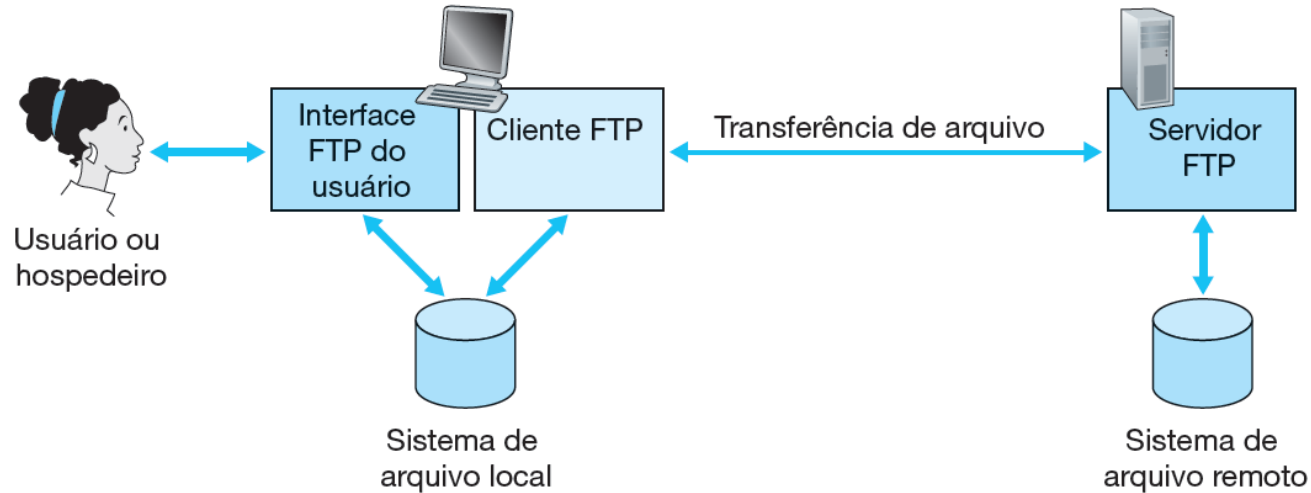 Interface
FTP do
usuário
Cliente FTP
Transferência de arquivo
Servidor
FTP
Usuário ou
hospedeiro
Sistema de
arquivo local
Sistema de
arquivo remoto